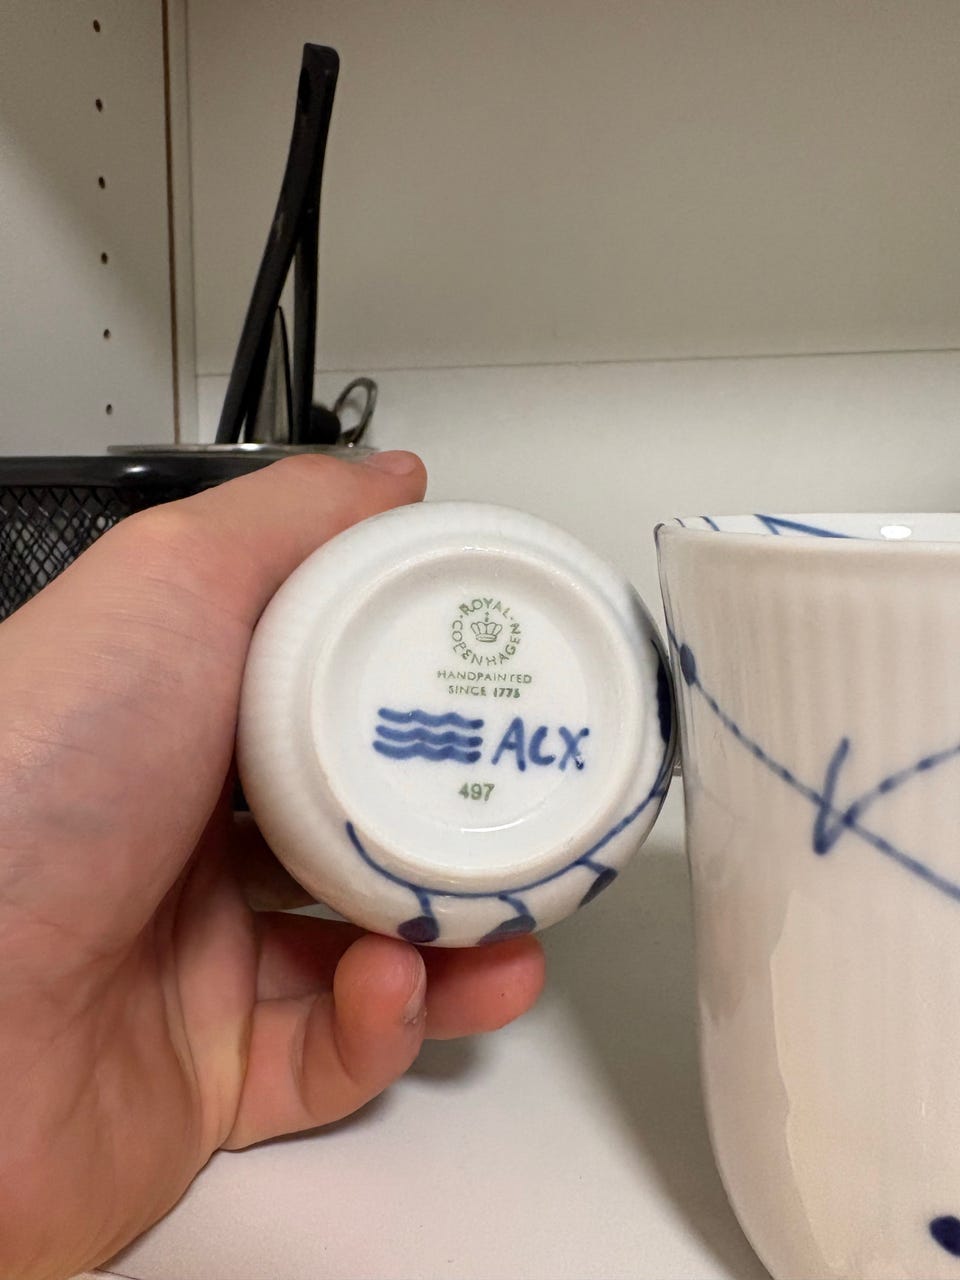 ROYAL COPENHAGEN
HANDPAINTED
SINCE 1775
ACX
497